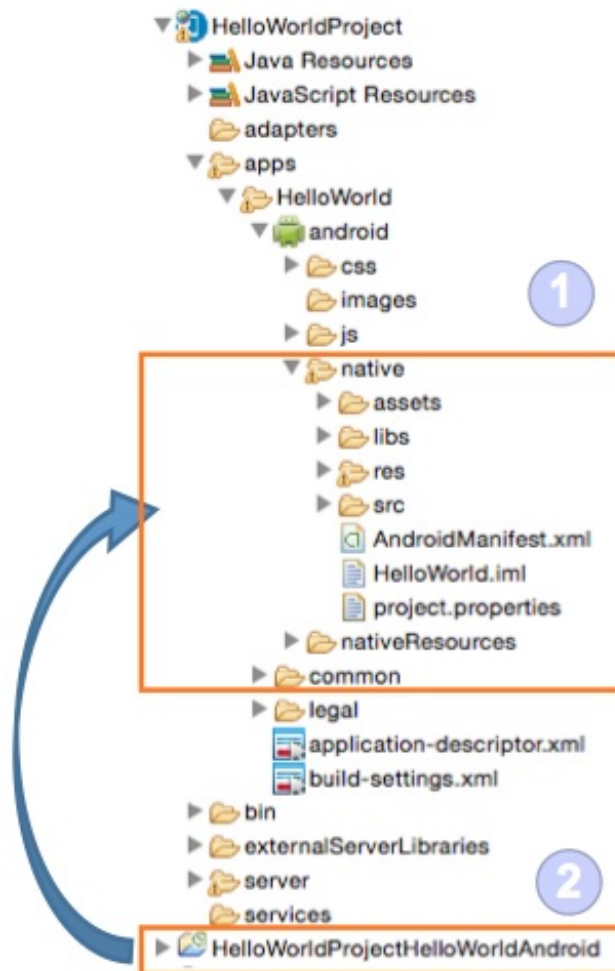 HelloWorldProject
Java Resources
JavaScript Resources
adapters
apps
HelloWorld
android
css
images
1
js
native
assets
libs
res
src
AndroidManifest.xml
HelloWorld.iml
project.properties
nativeResources
common
legal
application-descriptor.xml
build-settings.xml
bin
externalServerLibraries
server
2
services
HelloWorldProjectHelloWorldAndroid